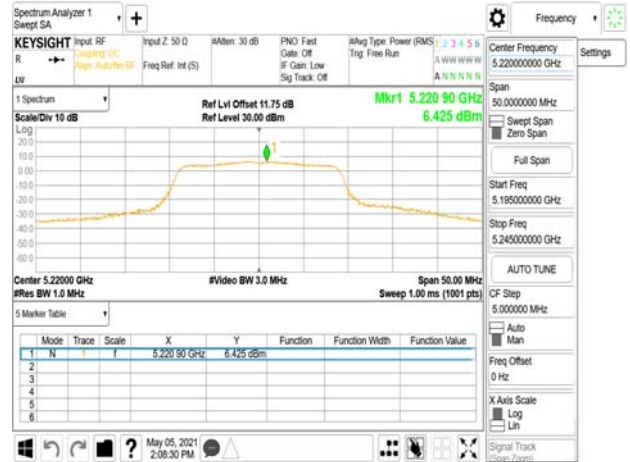 Spectrum Analyzer 1
Swept SA
+
Frequency
Settings
KEYSIGHT
R
Input: RF
Coupling: DC
Align: Auto/No RF
Input Z: 50 Ω
Freq Ref: Int (S)
#Atten: 30 dB
PNO: Fast
Gate: Off
IF Gain: Low
Sig Track: Off
#Avg Type: Power (RMS
Trig: Free Run
1 2 3 4 5 6
A W W W W W
A N N N N N
1 Spectrum
Scale/Div 10 dB
Log
Ref Lvl Offset 11.75 dB
Ref Level 30.00 dBm
Mkr1 5.220 90 GHz
6.425 dBm
1
20.0
10.0
0.00
-10.0
-20.0
-30.0
-40.0
-50.0
-60.0
Center 5.22000 GHz
#Res BW 1.0 MHz
#Video BW 3.0 MHz
Span 50.00 MHz
Sweep 1.00 ms (1001 pts)
5 Marker Table
Mode Trace Scale X Y Function Function Width Function Value
1 N 1 f 5.220 90 GHz 6.425 dBm
2
3
4
5
6
May 05, 2021
2:08:30 PM
Center Frequency
5.220000000 GHz
Span
50.0000000 MHz
Swept Span
Zero Span
Full Span
Start Freq
5.195000000 GHz
Stop Freq
5.245000000 GHz
AUTO TUNE
CF Step
5.000000 MHz
Auto
Man
Freq Offset
0 Hz
X Axis Scale
Log
Lin
Signal Track
(Span Zoom)